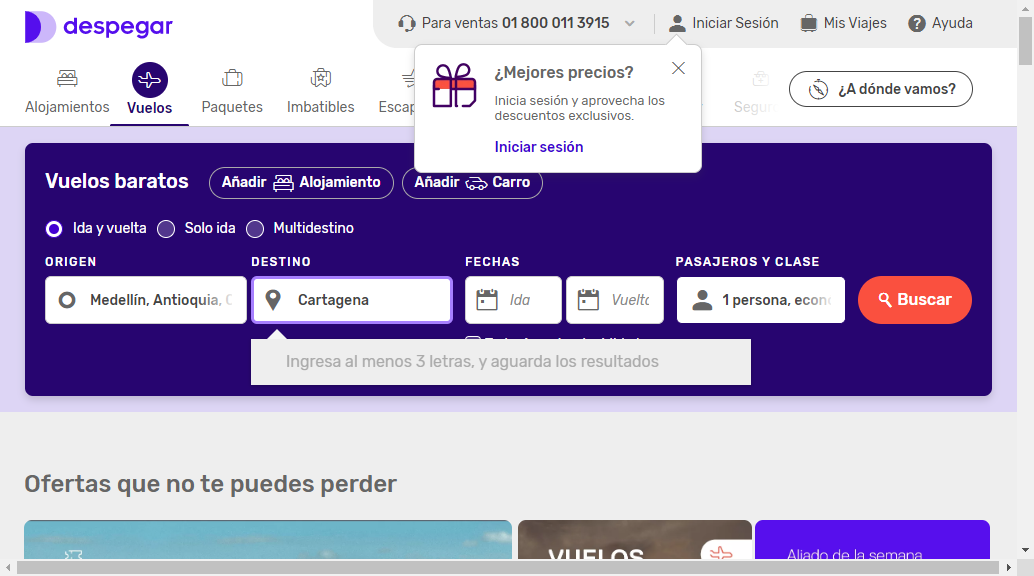 despegar
Para ventas 01 800 011 3915
Iniciar Sesión
Mis Viajes
Ayuda
Alojamientos
Vuelos
Paquetes
Imbatibles
Escap
Segur
¿A dónde vamos?
¿Mejores precios?
Inicia sesión y aprovecha los
descuentos exclusivos.
Iniciar sesión
Vuelos baratos
Añadir Alojamiento
Añadir Carro
Ida y vuelta
Solo ida
Multidestino
ORIGEN
DESTINO
FECHAS
PASAJEROS Y CLASE
Medellín, Antioquia, C
Cartagena
Ida
Vuelta
1 persona, econ
Buscar
Ingresa al menos 3 letras, y aguarda los resultados
Ofertas que no te puedes perder
VUELOS
Aliado de la semana